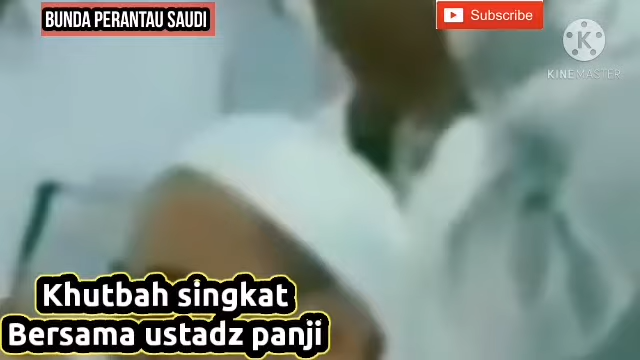 BUNDA PERANTAU SAUDI
Subscribe
K
KINEMASTER
Khutbah singkat
Bersama ustadz panji